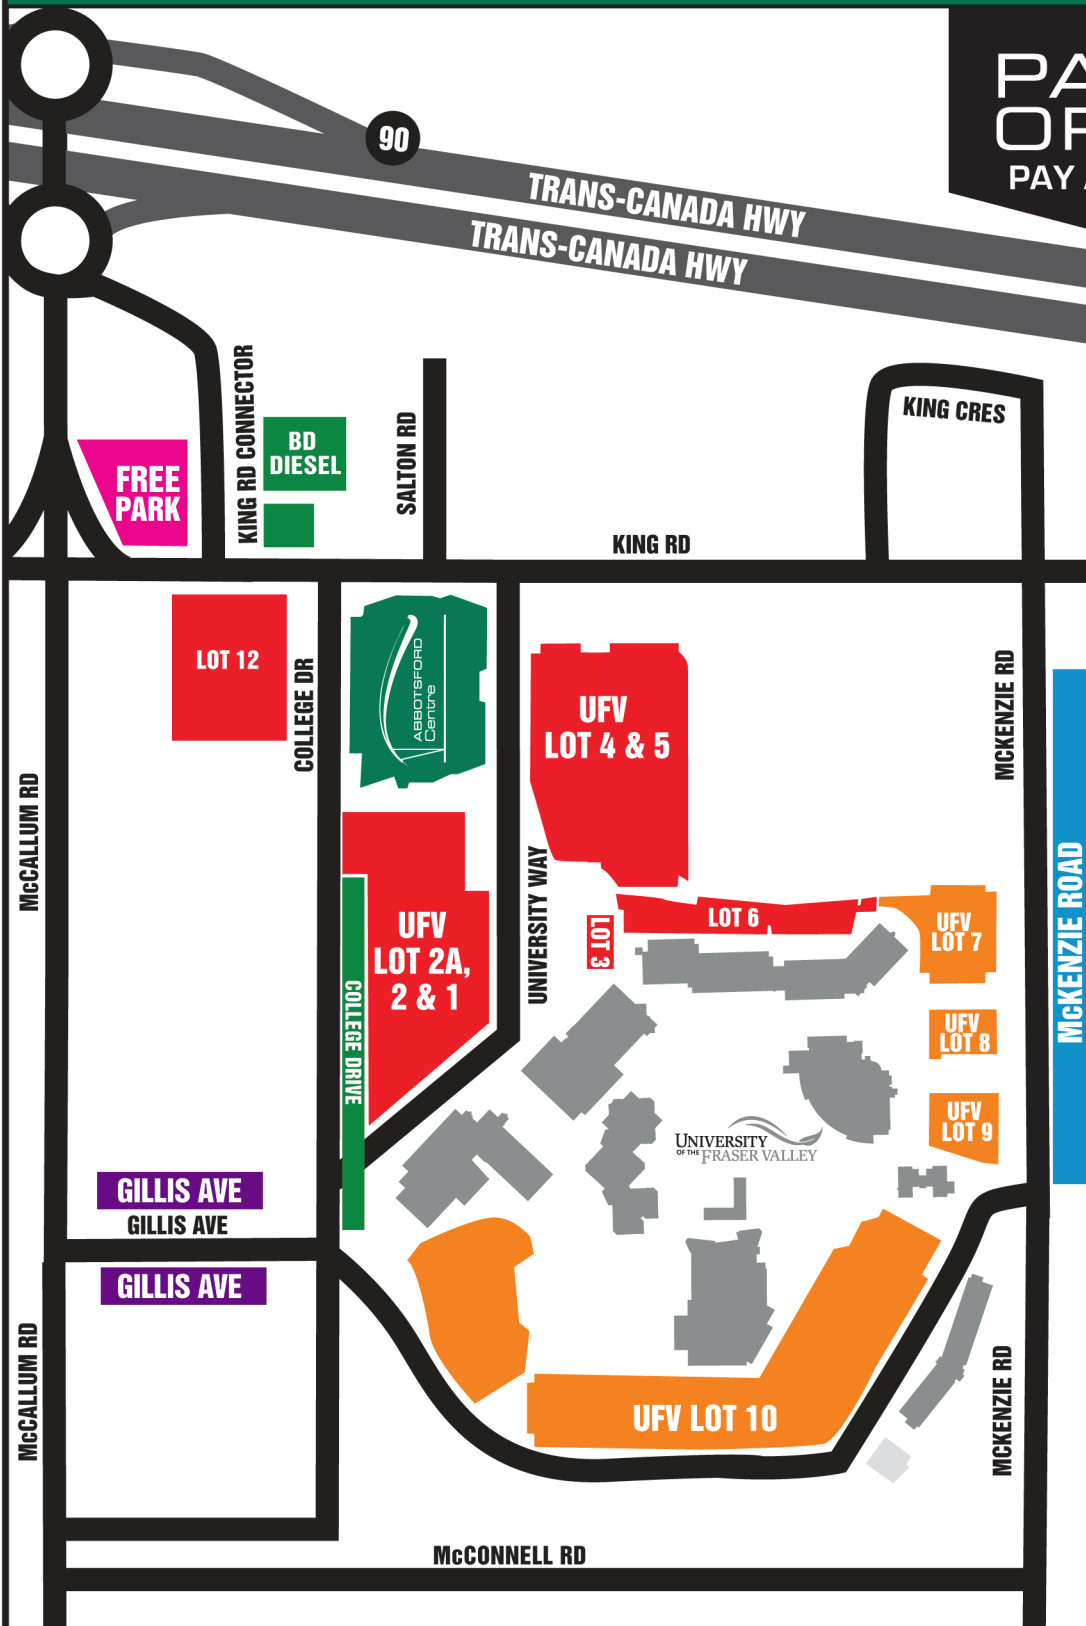 PA
OR
PAY A
90
TRANS-CANADA HWY
TRANS-CANADA HWY
KING RD CONNECTOR
BD
DIESEL
SALTON RD
KING CRES
FREE
PARK
KING RD
LOT 12
COLLEGE DR
ABBOTSFORD
Centre
UFV
LOT 4 & 5
MCKENZIE RD
McCALLUM RD
UNIVERSITY WAY
McKENZIE ROAD
UFV
LOT 2A,
2 & 1
LOT 3
LOT 6
UFV
LOT 7
COLLEGE DRIVE
UFV
LOT 8
UFV
LOT 9
UNIVERSITY
OF THE FRASER VALLEY
GILLIS AVE
GILLIS AVE
GILLIS AVE
McCALLUM RD
MCKENZIE RD
UFV LOT 10
McCONNELL RD